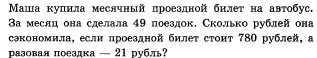 Маша купила месячный проездной билет на автобус.
За месяц она сделала 49 поездок. Сколько рублей она
сэкономила, если проездной билет стоит 780 рублей, а
разовая поездка — 21 рубль?